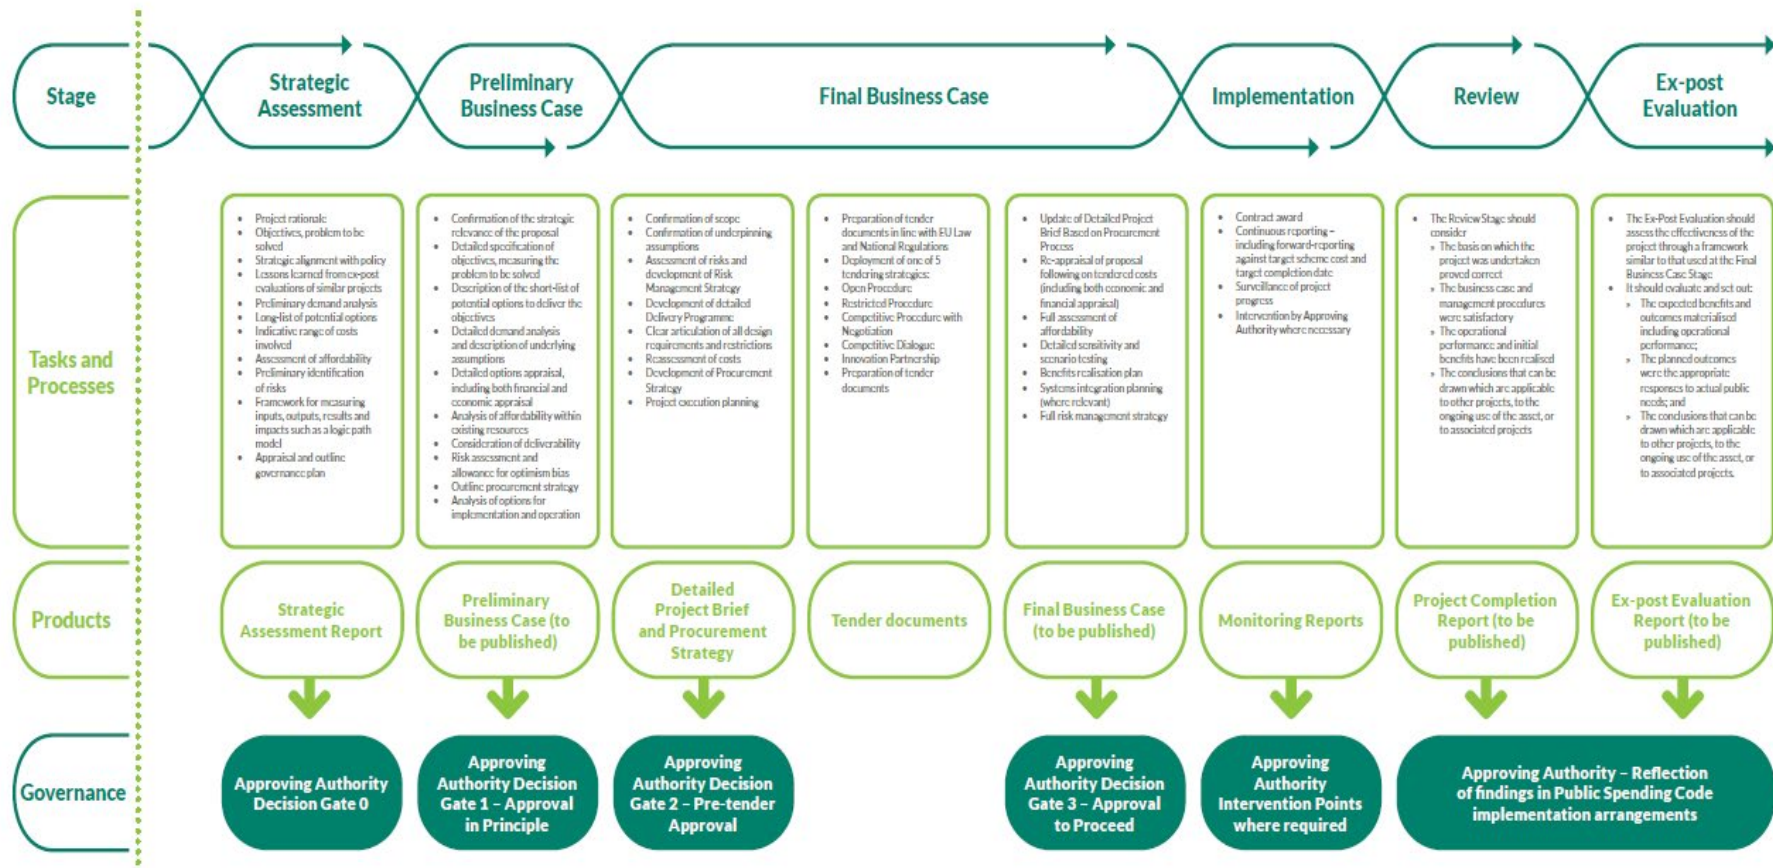 Stage
Strategic
Assessment
Preliminary
Business Case
Final Business Case
Implementation
Review
Ex-post
Evaluation
Tasks and
Processes
• Project rationale
• Objectives, problem to be
solved
• Strategic alignment with policy
• Lessons learned from ex-post
evaluations of similar projects
• Preliminary demand analysis
• Long-list of potential options
• Indicative range of costs
involved
• Assessment of affordability
• Preliminary identification
of risks
• Framework for measuring
inputs, outputs, results and
impacts such as a logic path
model
• Appraisal and outline
governance plan
• Confirmation of the strategic
relevance of the proposal
• Detailed specification of
objectives, measuring the
problem to be solved
• Description of the short-list of
potential options to deliver the
objectives
• Detailed demand analysis
and description of underlying
assumptions
• Detailed options appraisal,
including both financial and
economic appraisal
• Analysis of affordability within
existing resources
• Consideration of deliverability
• Risk assessment and
allowance for optimism bias
• Outline procurement strategy
• Analysis of options for
implementation and operation
• Confirmation of scope
• Confirmation of underpinning
assumptions
• Assessment of risks and
development of Risk
Management Strategy
• Development of detailed
Delivery Programme
• Clear articulation of all design
requirements and restrictions
• Reassessment of costs
• Development of Procurement
Strategy
• Project execution planning
• Preparation of tender
documents in line with EU Law
and National Regulations
• Deployment of one of 5
tendering strategies:
• Open Procedure
• Restricted Procedure
• Competitive Procedure with
Negotiation
• Competitive Dialogue
• Innovation Partnership
• Preparation of tender
documents
• Update of Detailed Project
Brief Based on Procurement
Process
• Re-appraisal of proposal
following on tendered costs
(including both economic and
financial appraisal)
• Full assessment of
affordability
• Detailed sensitivity and
scenario testing
• Benefits realisation plan
• Systems integration planning
(where relevant)
• Full risk management strategy
• Contract award
• Continuous reporting –
including forward-reporting
against target scheme cost and
target completion date
• Surveillance of project
progress
• Intervention by Approving
Authority where necessary
• The Review Stage should
consider
» The basis on which the
project was undertaken
proved correct
» The business case and
management procedures
were satisfactory
» The operational
performance and initial
benefits have been realised
» The conclusions that can be
drawn which are applicable
to other projects, to the
ongoing use of the asset, or
to associated projects
• The Ex-Post Evaluation should
assess the effectiveness of the
project through a framework
similar to that used at the Final
Business Case Stage
• It should evaluate and set out:
» The expected benefits and
outcomes materialised
including operational
performance;
» The planned outcomes
were the appropriate
responses to actual public
needs; and
» The conclusions that can be
drawn which are applicable
to other projects, to the
ongoing use of the asset, or
to associated projects.
Products
Strategic
Assessment Report
Preliminary
Business Case (to
be published)
Detailed
Project Brief
and Procurement
Strategy
Tender documents
Final Business Case
(to be published)
Monitoring Reports
Project Completion
Report (to be
published)
Ex-post Evaluation
Report (to be
published)
Governance
Approving Authority
Decision Gate 0
Approving
Authority Decision
Gate 1 – Approval
in Principle
Approving
Authority Decision
Gate 2 – Pre-tender
Approval
Approving
Authority Decision
Gate 3 – Approval
to Proceed
Approving
Authority
Intervention Points
where required
Approving Authority – Reflection
of findings in Public Spending Code
implementation arrangements